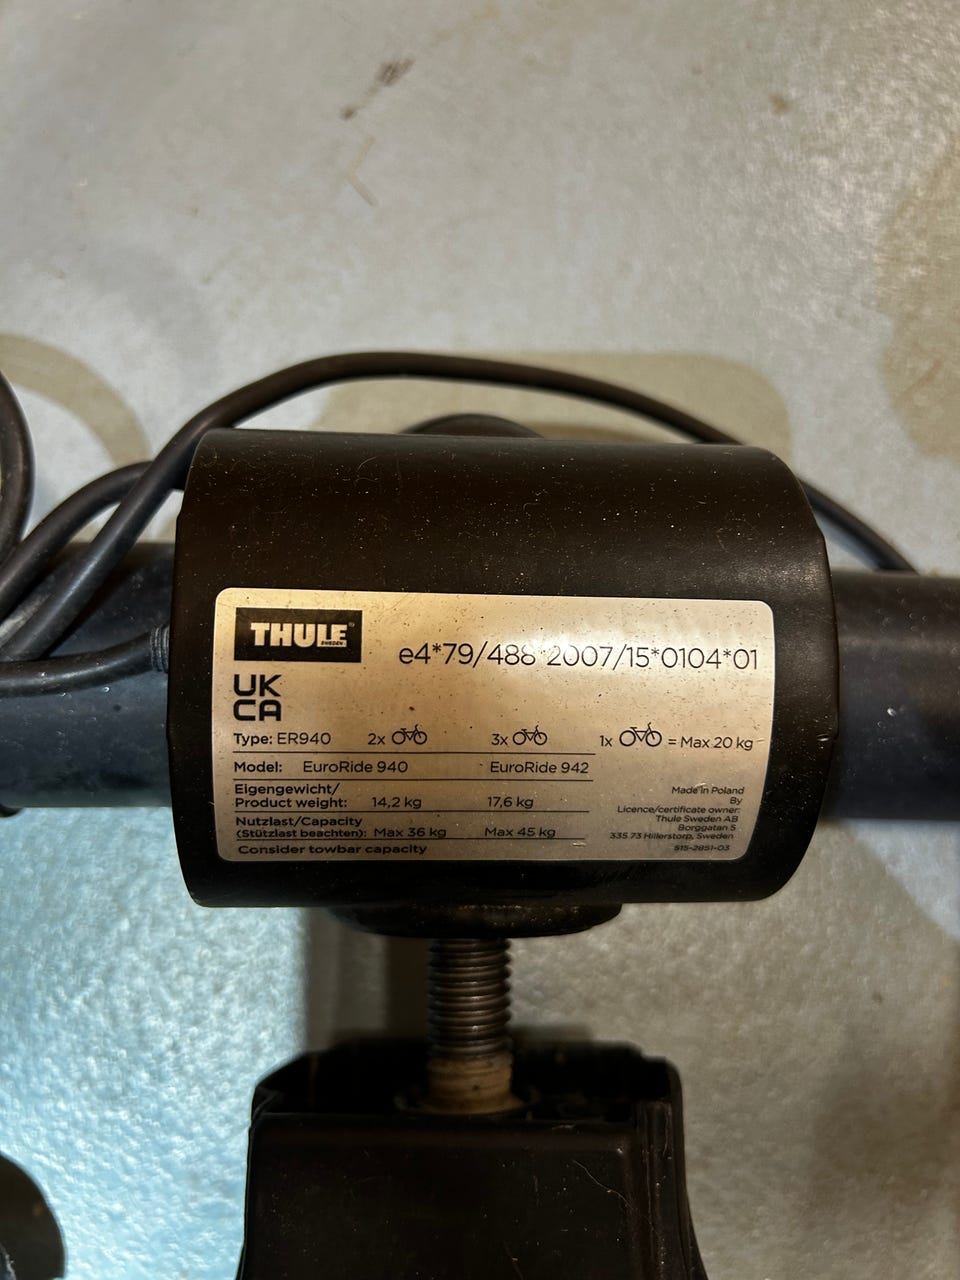 THULE®
SWEDEN
e4*79/488*2007/15*0104*01
UK
CA
Type: ER940 2x 3x 1x = Max 20 kg
Model: EuroRide 940 EuroRide 942
Eigengewicht/
Product weight: 14,2 kg 17,6 kg
Nutzlast/Capacity
(Stützlast beachten): Max 36 kg Max 45 kg
Consider towbar capacity
Made in Poland
By
Licence/certificate owner:
Thule Sweden AB
Borggatan 5
335 73 Hillerstorp, Sweden
515-2851-03